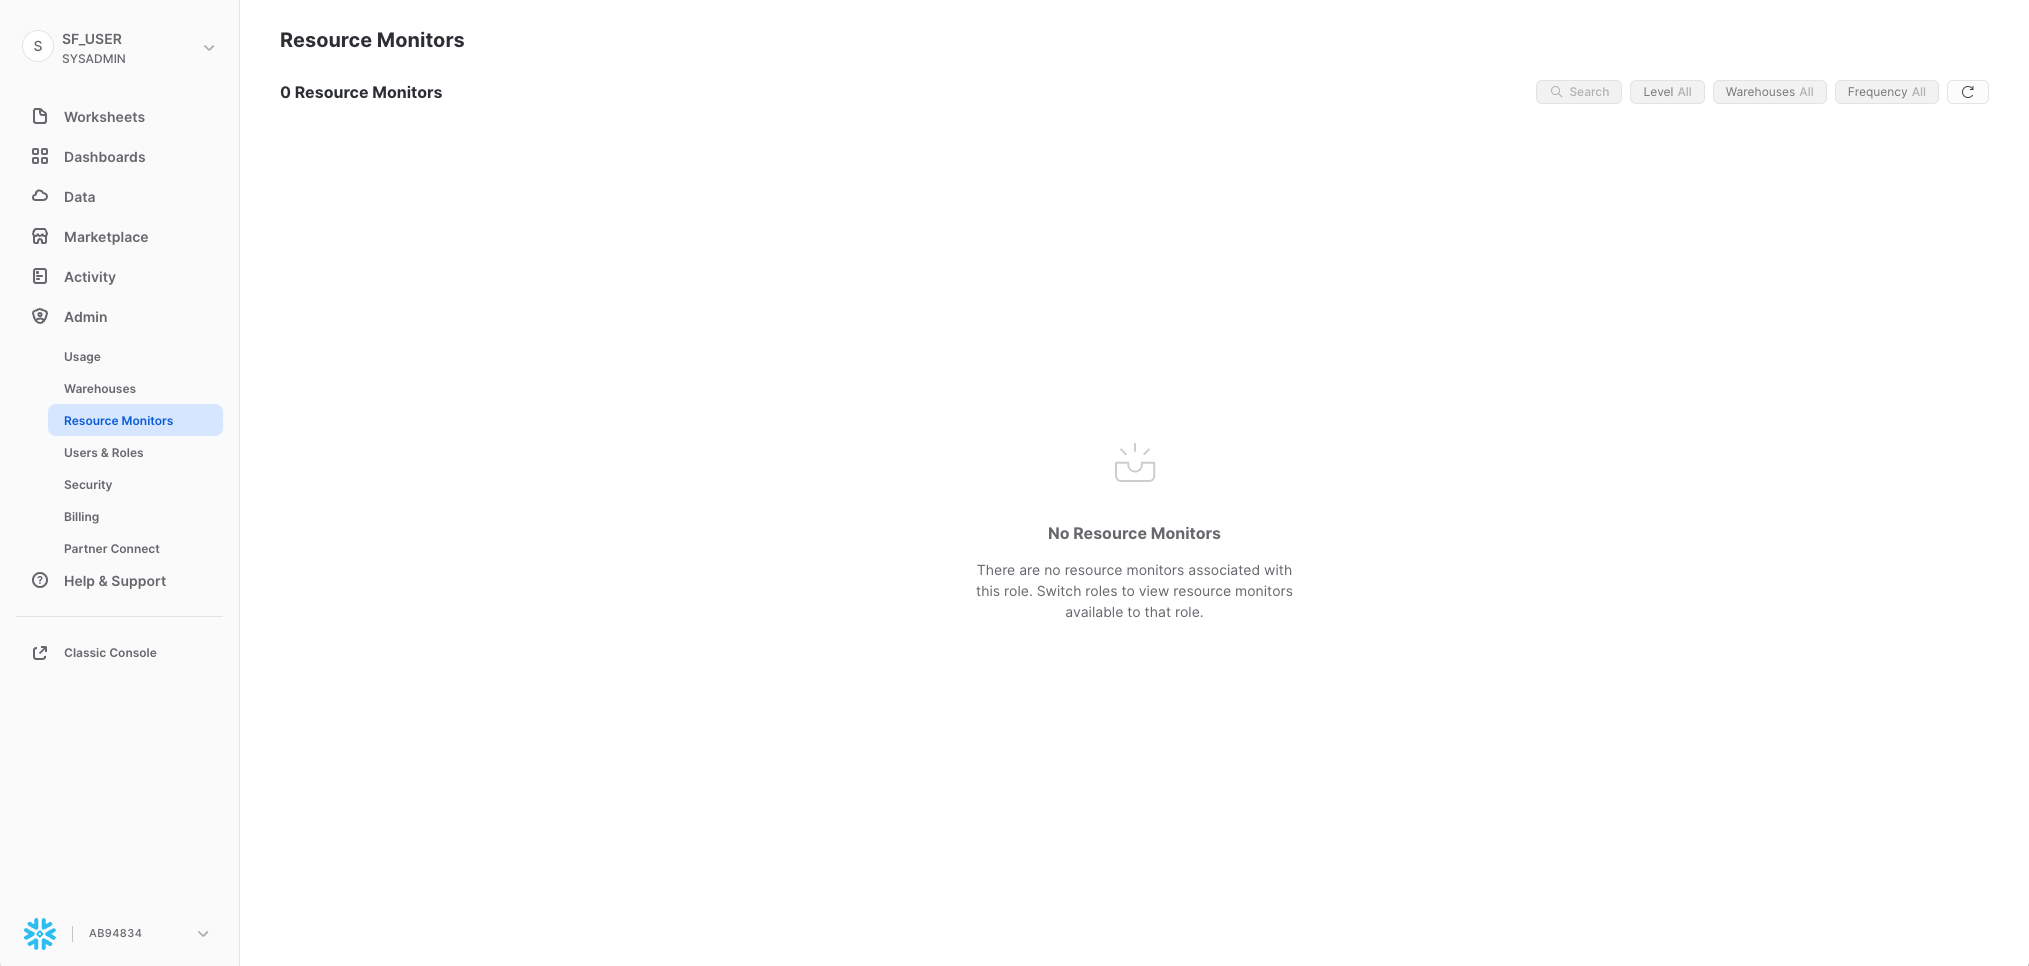 S
SF_USER
SYSADMIN
Worksheets
Dashboards
Data
Marketplace
Activity
Admin
Usage
Warehouses
Resource Monitors
Users & Roles
Security
Billing
Partner Connect
Help & Support
Classic Console
AB94834
Resource Monitors
0 Resource Monitors
Search
Level All
Warehouses All
Frequency All
No Resource Monitors
There are no resource monitors associated with
this role. Switch roles to view resource monitors
available to that role.